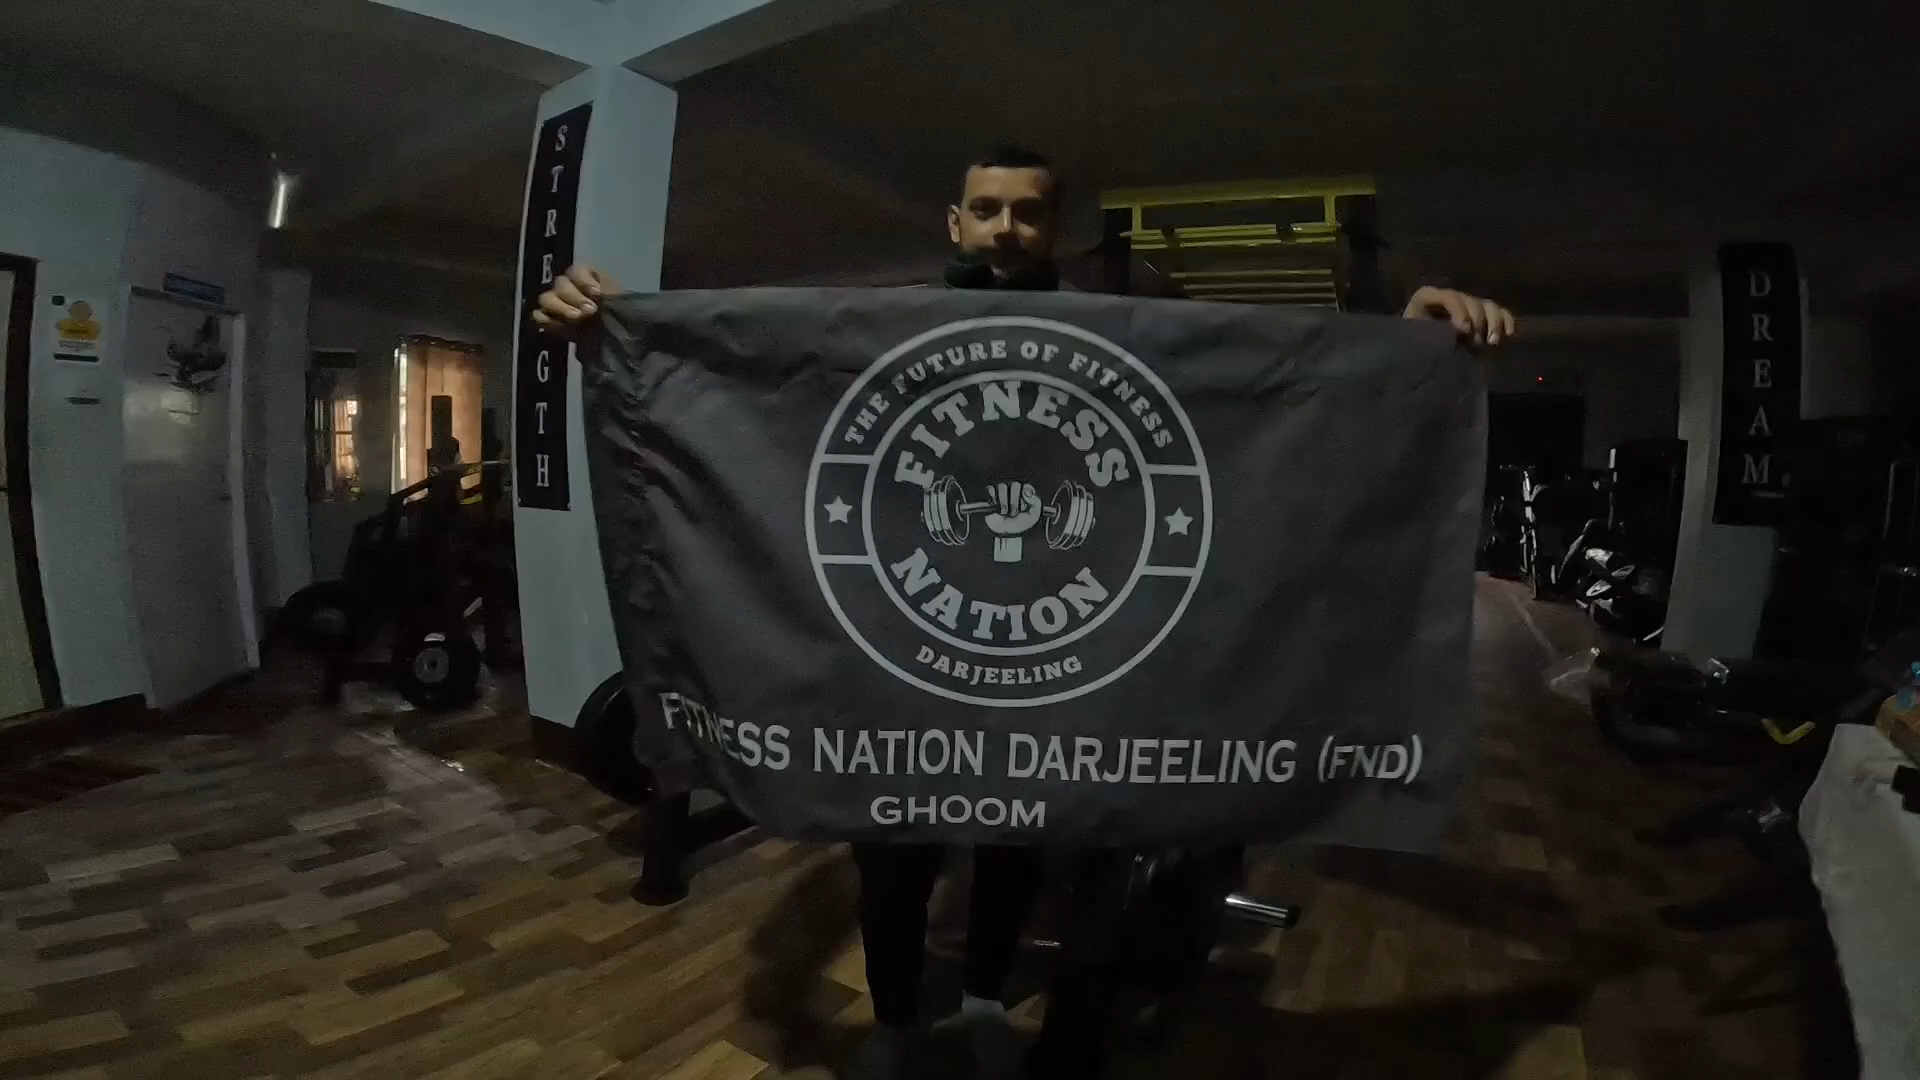 STRENGTH
DREAM
THE FUTURE OF FITNESS
FITNESS
NATION
DARJEELING
FITNESS NATION DARJEELING (FND)
GHOOM